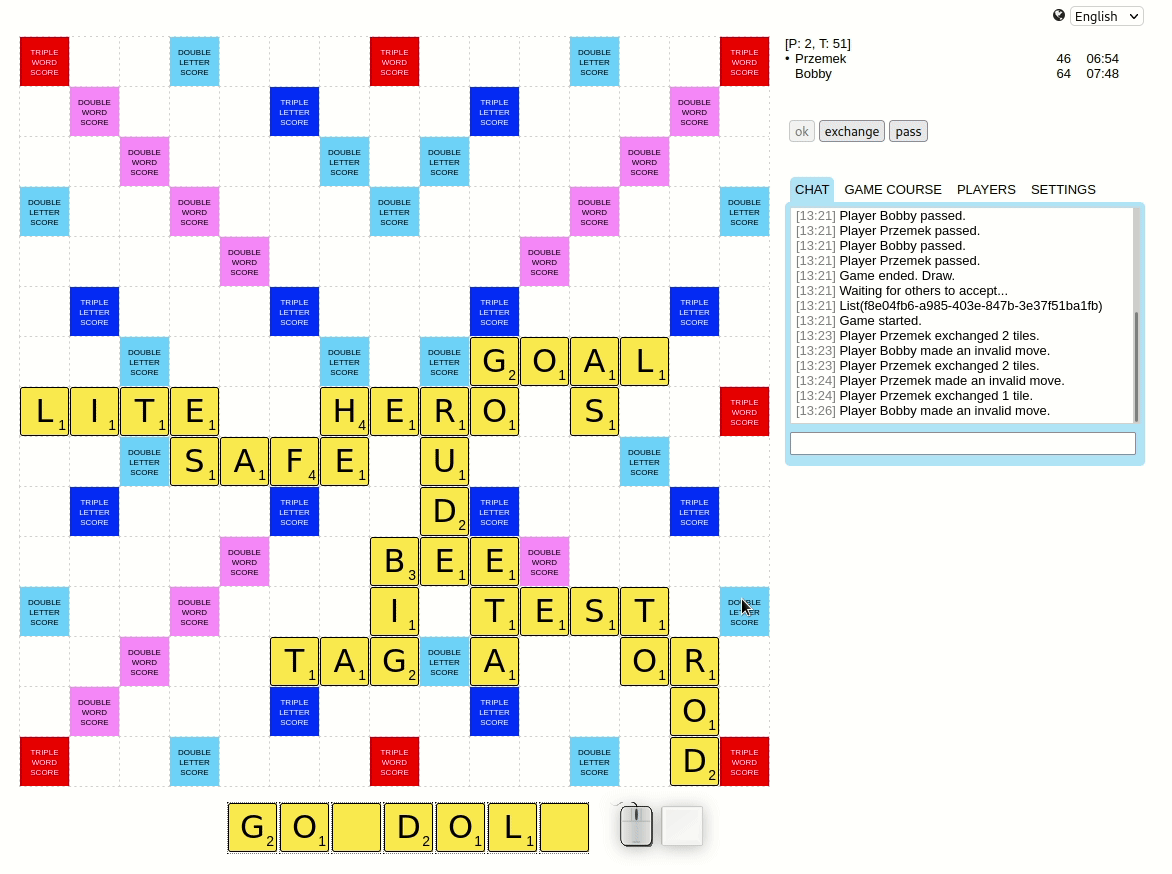 English
[P: 2, T: 51]
• Przemek 46 06:54
Bobby 64 07:48
ok exchange pass
CHAT GAME COURSE PLAYERS SETTINGS
[13:21] Player Bobby passed.
[13:21] Player Przemek passed.
[13:21] Player Bobby passed.
[13:21] Player Przemek passed.
[13:21] Game ended. Draw.
[13:21] Waiting for others to accept...
[13:21] List(f8e04fb6-a985-403e-847b-3e37f51ba1fb)
[13:21] Game started.
[13:23] Player Przemek exchanged 2 tiles.
[13:23] Player Bobby made an invalid move.
[13:23] Player Przemek exchanged 2 tiles.
[13:24] Player Przemek made an invalid move.
[13:24] Player Przemek exchanged 1 tile.
[13:26] Player Bobby made an invalid move.
TRIPLE WORD SCORE DOUBLE LETTER SCORE TRIPLE WORD SCORE DOUBLE LETTER SCORE TRIPLE WORD SCORE
DOUBLE WORD SCORE TRIPLE LETTER SCORE TRIPLE LETTER SCORE DOUBLE WORD SCORE
DOUBLE WORD SCORE DOUBLE LETTER SCORE DOUBLE LETTER SCORE DOUBLE WORD SCORE
DOUBLE LETTER SCORE DOUBLE WORD SCORE DOUBLE LETTER SCORE DOUBLE WORD SCORE DOUBLE LETTER SCORE
DOUBLE WORD SCORE DOUBLE WORD SCORE
TRIPLE LETTER SCORE TRIPLE LETTER SCORE TRIPLE LETTER SCORE TRIPLE LETTER SCORE
DOUBLE LETTER SCORE DOUBLE LETTER SCORE DOUBLE LETTER SCORE G2 O1 A1 L1
L1 I1 T1 E1 H4 E1 R1 O1 S1 TRIPLE WORD SCORE
DOUBLE LETTER SCORE S1 A1 F4 E1 U1 DOUBLE LETTER SCORE
TRIPLE LETTER SCORE TRIPLE LETTER SCORE D2 TRIPLE LETTER SCORE TRIPLE LETTER SCORE
DOUBLE WORD SCORE B3 E1 E1 DOUBLE WORD SCORE
DOUBLE LETTER SCORE DOUBLE WORD SCORE I1 T1 E1 S1 T1 DOUBLE LETTER SCORE
DOUBLE WORD SCORE T1 A1 G2 DOUBLE LETTER SCORE A1 O1 R1
DOUBLE WORD SCORE TRIPLE LETTER SCORE TRIPLE LETTER SCORE O1
TRIPLE WORD SCORE DOUBLE LETTER SCORE TRIPLE WORD SCORE DOUBLE LETTER SCORE D2 TRIPLE WORD SCORE
G2 O1 D2 O1 L1